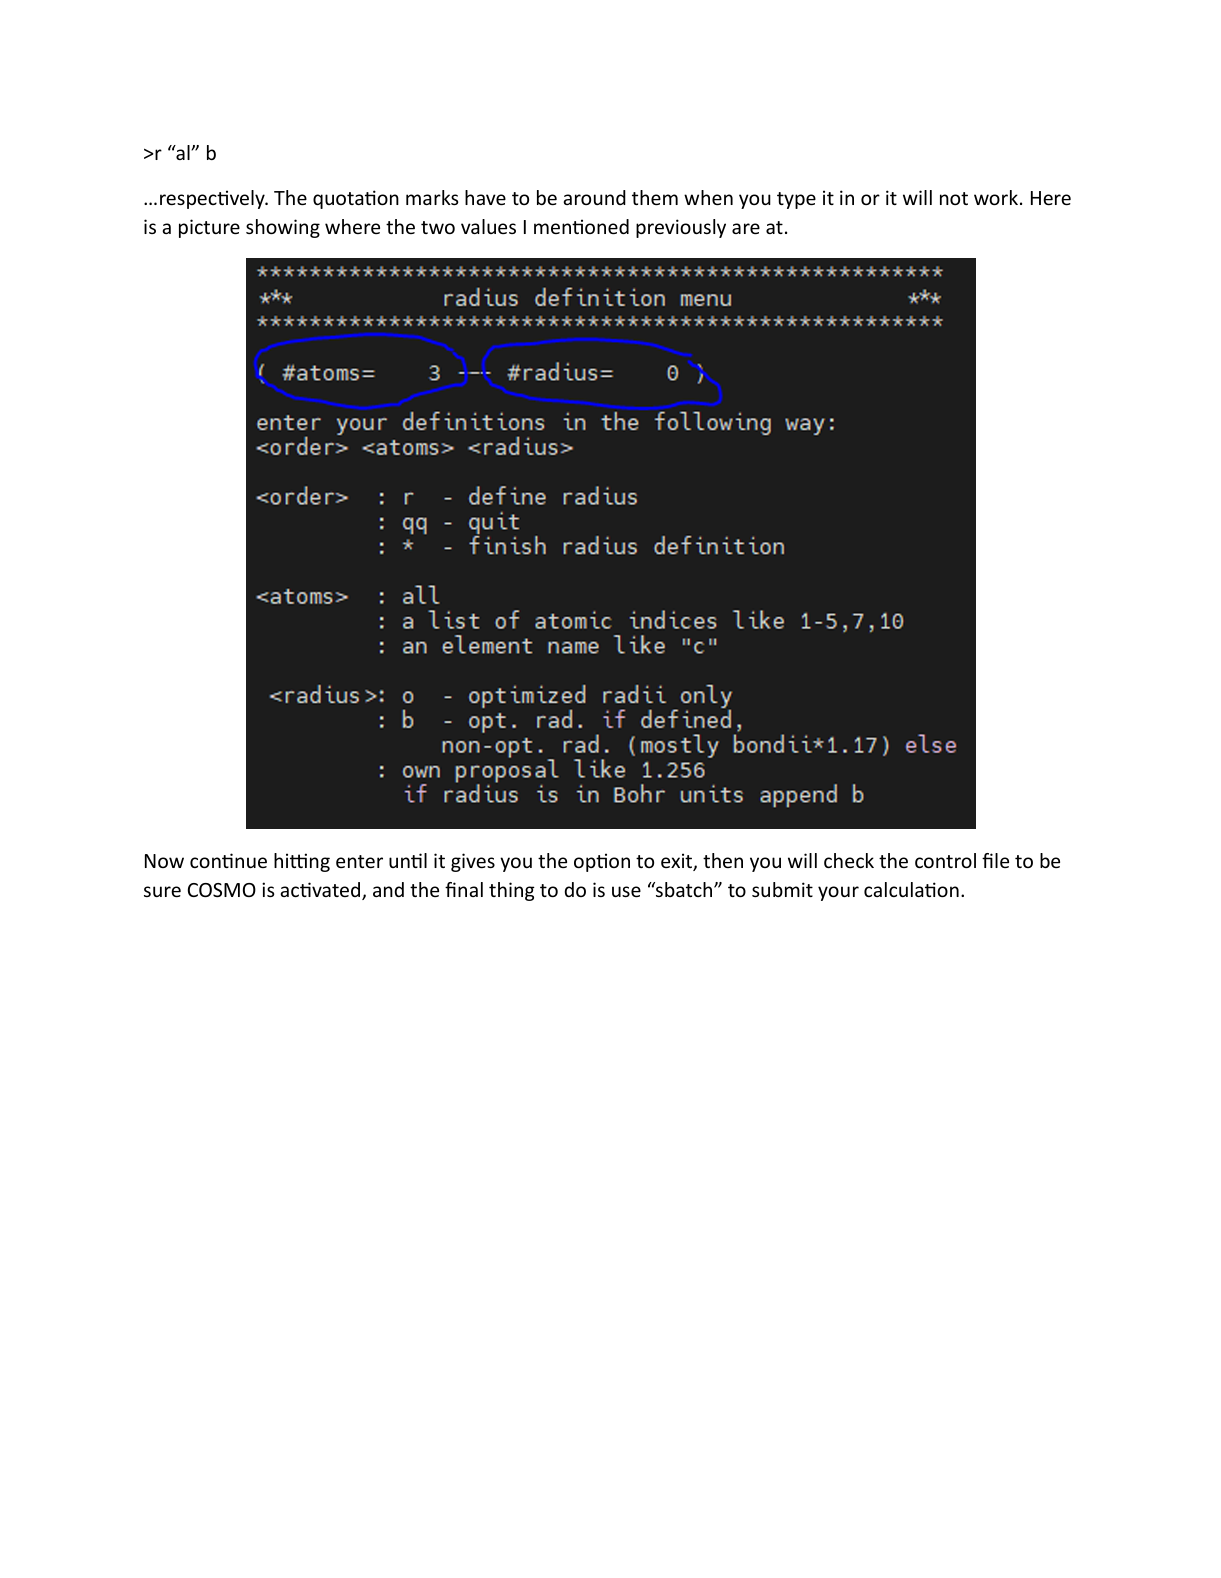 >r “al” b
…respectively. The quotation marks have to be around them when you type it in or it will not work. Here
is a picture showing where the two values I mentioned previously are at.
****************************************************
*** radius definition menu ***
****************************************************
( #atoms= 3 --- #radius= 0 )
enter your definitions in the following way:
<order> <atoms> <radius>
<order> : r - define radius
: qq - quit
: * - finish radius definition
<atoms> : all
: a list of atomic indices like 1-5,7,10
: an element name like "c"
<radius>: o - optimized radii only
: b - opt. rad. if defined,
non-opt. rad. (mostly bondii*1.17) else
: own proposal like 1.256
if radius is in Bohr units append b
Now continue hitting enter until it gives you the option to exit, then you will check the control file to be
sure COSMO is activated, and the final thing to do is use “sbatch” to submit your calculation.